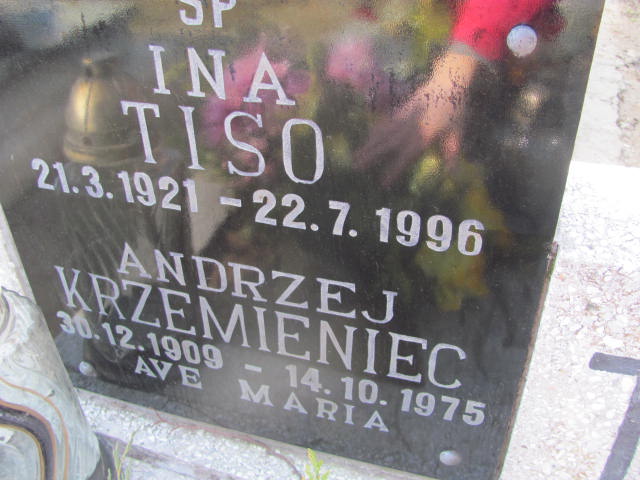 SP
INA
TISO
21.3.1921 - 22.7.1996
ANDRZEJ
KRZEMIENIEC
30.12.1909 - 14.10.1975
AVE MARIA